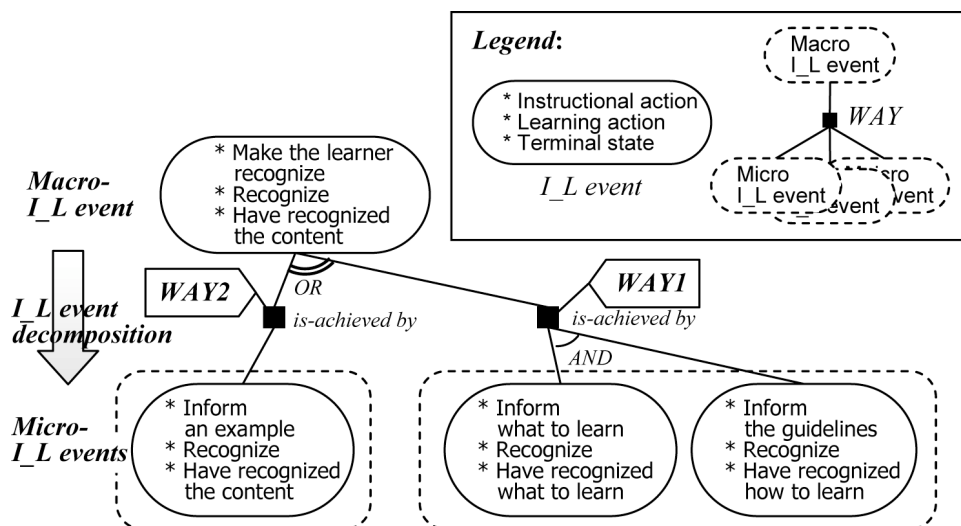 Legend:
* Instructional action
* Learning action
* Terminal state
I_L event
Macro
I_L event
WAY
Micro
I_L event
* Make the learner
recognize
* Recognize
* Have recognized
the content
Macro-
I_L event
WAY2
OR
is-achieved by
WAY1
is-achieved by
AND
I_L event
decomposition
Micro-
I_L events
* Inform
an example
* Recognize
* Have recognized
the content
* Inform
what to learn
* Recognize
* Have recognized
what to learn
* Inform
the guidelines
* Recognize
* Have recognized
how to learn